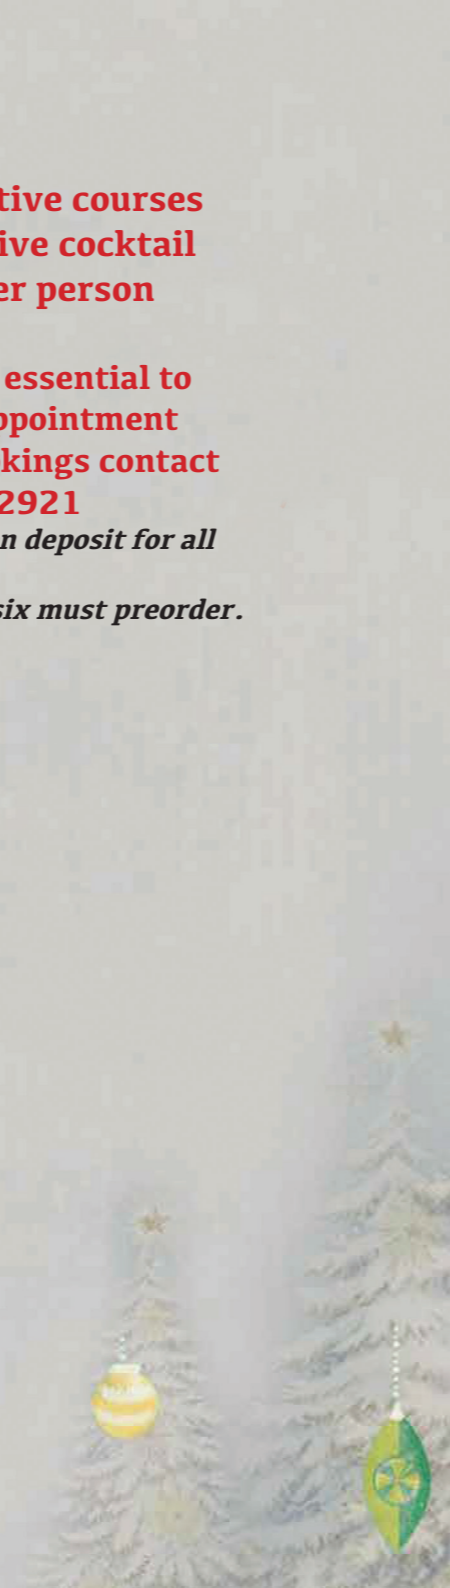 tive courses
ive cocktail
er person
essential to
ppointment
kings contact
2921
n deposit for all
six must preorder.